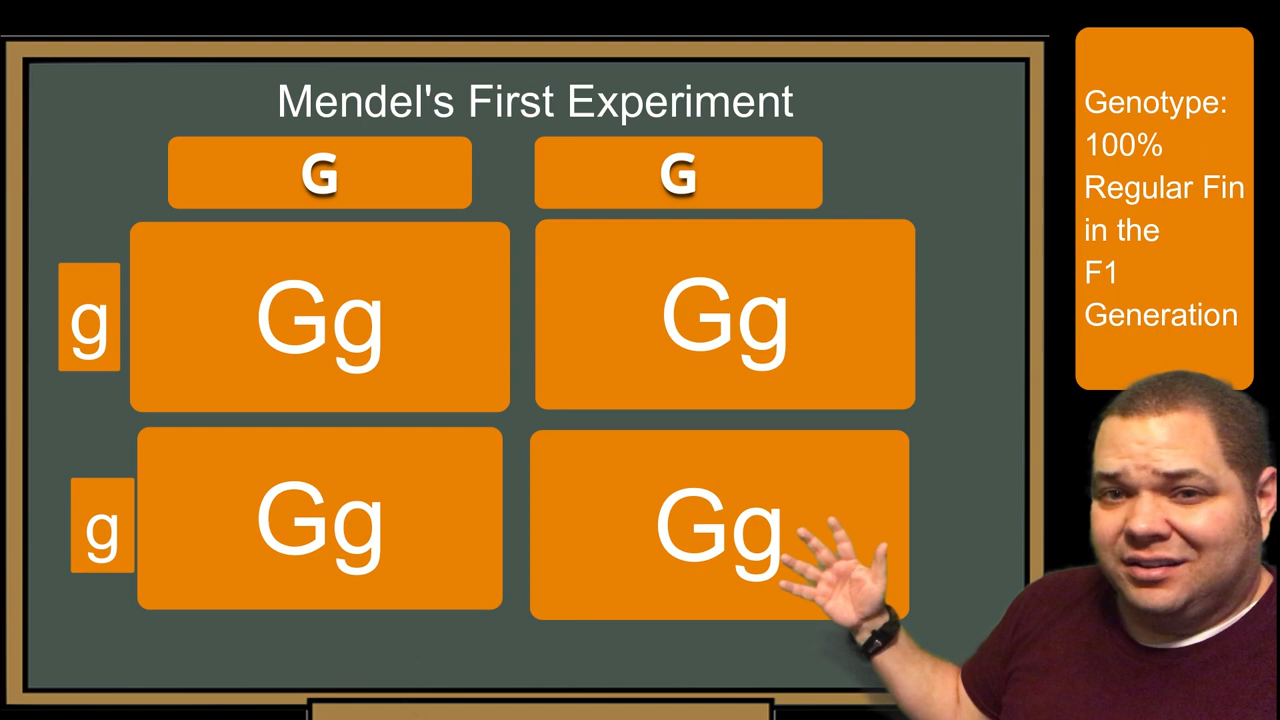 Mendel's First Experiment
G G
g Gg Gg
g Gg Gg
Genotype:
100%
Regular Fin
in the
F1
Generation